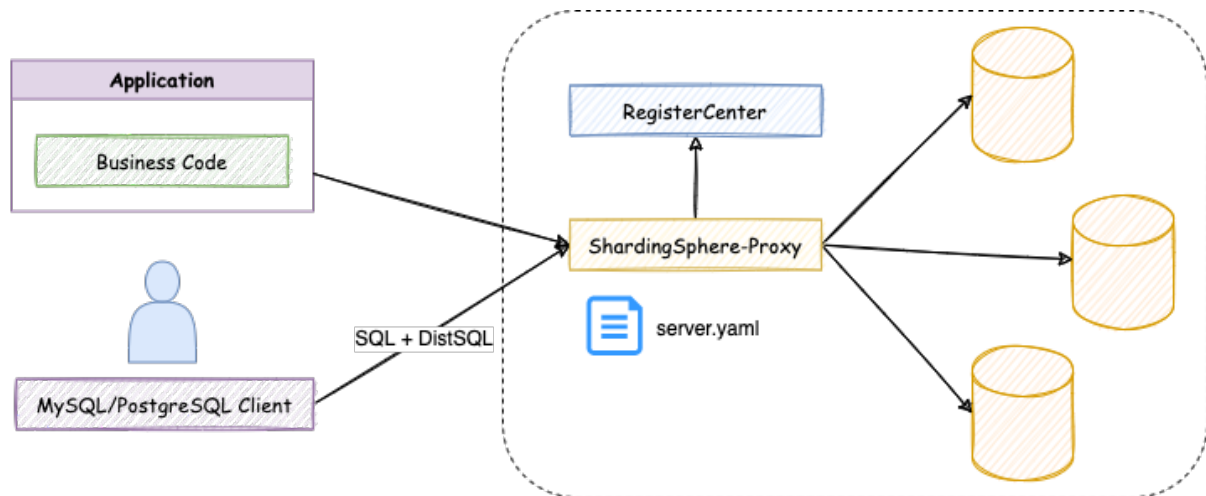 Application
Business Code
RegisterCenter
ShardingSphere-Proxy
server.yaml
SQL + DistSQL
MySQL/PostgreSQL Client